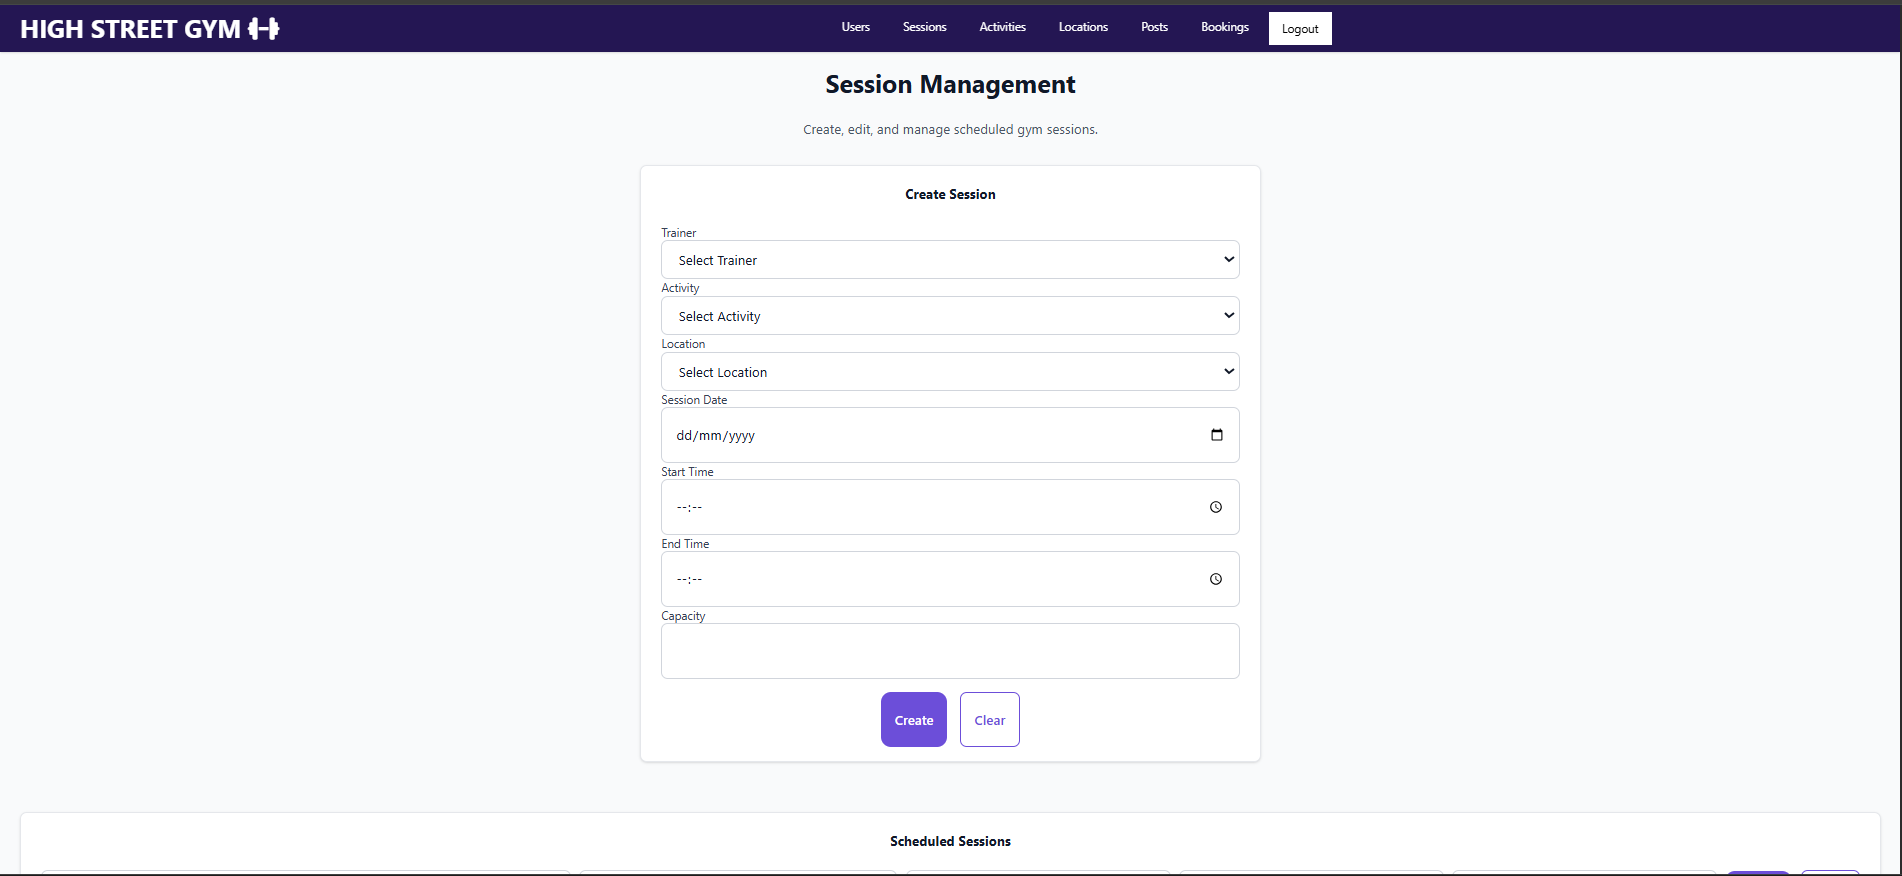 HIGH STREET GYM
Users Sessions Activities Locations Posts Bookings Logout
Session Management
Create, edit, and manage scheduled gym sessions.
Create Session
Trainer
Select Trainer
Activity
Select Activity
Location
Select Location
Session Date
dd/mm/yyyy
Start Time
--:--
End Time
--:--
Capacity
Create Clear
Scheduled Sessions